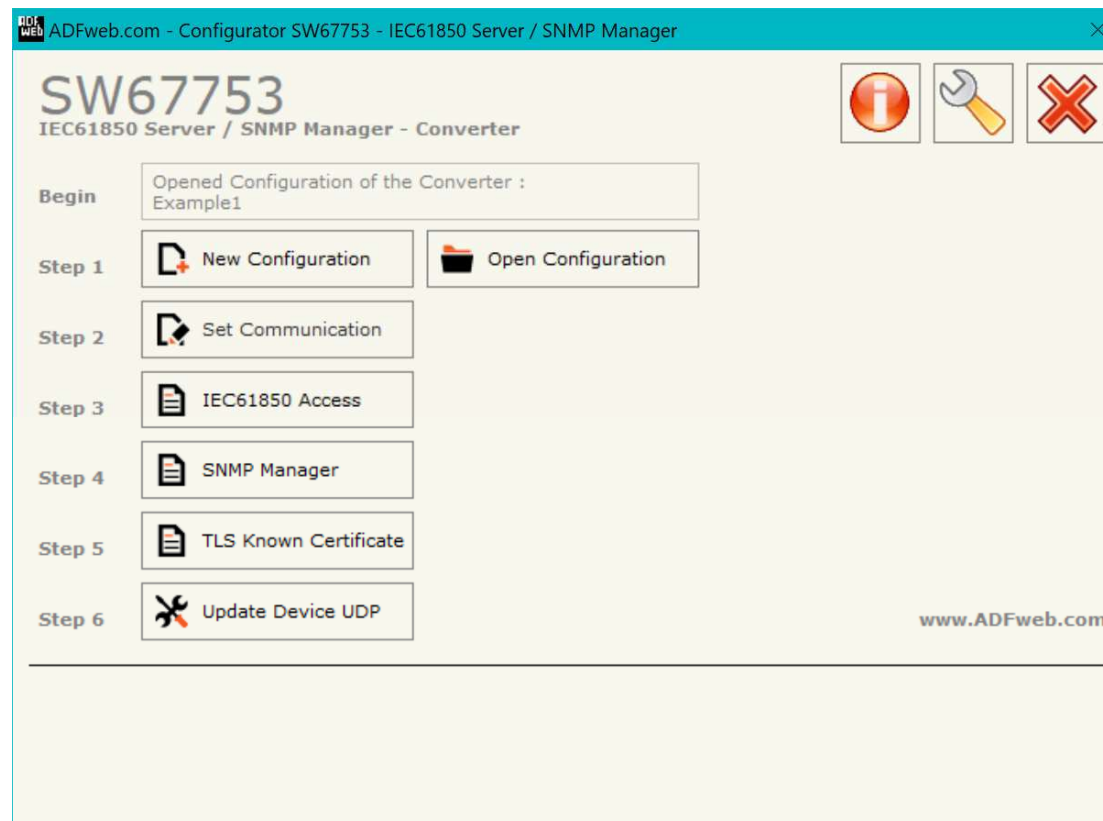 ADF
WEB
ADFweb.com - Configurator SW67753 - IEC61850 Server / SNMP Manager
SW67753
IEC61850 Server / SNMP Manager - Converter
Begin
Opened Configuration of the Converter :
Example1
Step 1
New Configuration
Open Configuration
Step 2
Set Communication
Step 3
IEC61850 Access
Step 4
SNMP Manager
Step 5
TLS Known Certificate
Step 6
Update Device UDP
www.ADFweb.com